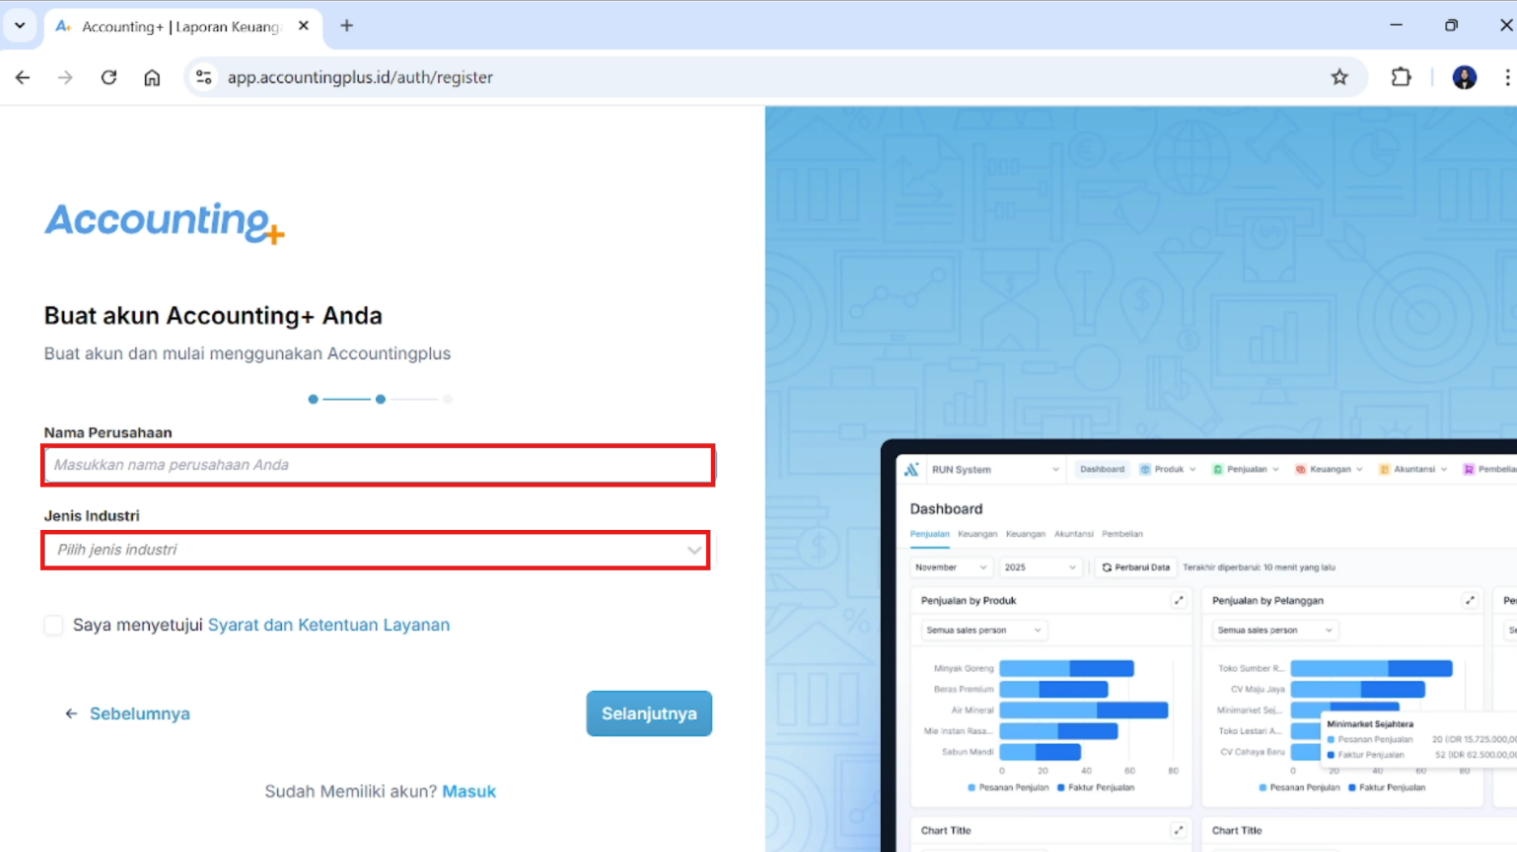 Accounting+ | Laporan Keuang
app.accountingplus.id/auth/register
Accounting+
Buat akun Accounting+ Anda
Buat akun dan mulai menggunakan Accountingplus
Nama Perusahaan
Masukkan nama perusahaan Anda
Jenis Industri
Pilih jenis industri
Saya menyetujui Syarat dan Ketentuan Layanan
← Sebelumnya
Selanjutnya
Sudah Memiliki akun? Masuk
RUN System
Dashboard
Produk
Penjualan
Keuangan
Akuntansi
Pembelia
Dashboard
Penjualan Keuangan Keuangan Akuntansi Pembelian
November
2025
Perbarui Data
Terakhir diperbarui: 10 menit yang lalu
Penjualan by Produk
Semua sales person
Minyak Goreng
Beras Premium
Air Mineral
Mie Instan Rasa...
Sabun Mandi
0 20 40 60 80
Pesanan Penjulan Faktur Penjualan
Penjualan by Pelanggan
Semua sales person
Toko Sumber R...
CV Maju Jaya
Minimarket Sej...
Toko Lestari A...
CV Cahaya Baru
Minimarket Sejahtera
Pesanan Penjualan 20 (IDR 15.725.000,00
Faktur Penjualan 52 (IDR 62.500.00,00
0 20 40 60 80
Pesanan Penjulan Faktur Penjualan
Pe
Se
Chart Title
Chart Title